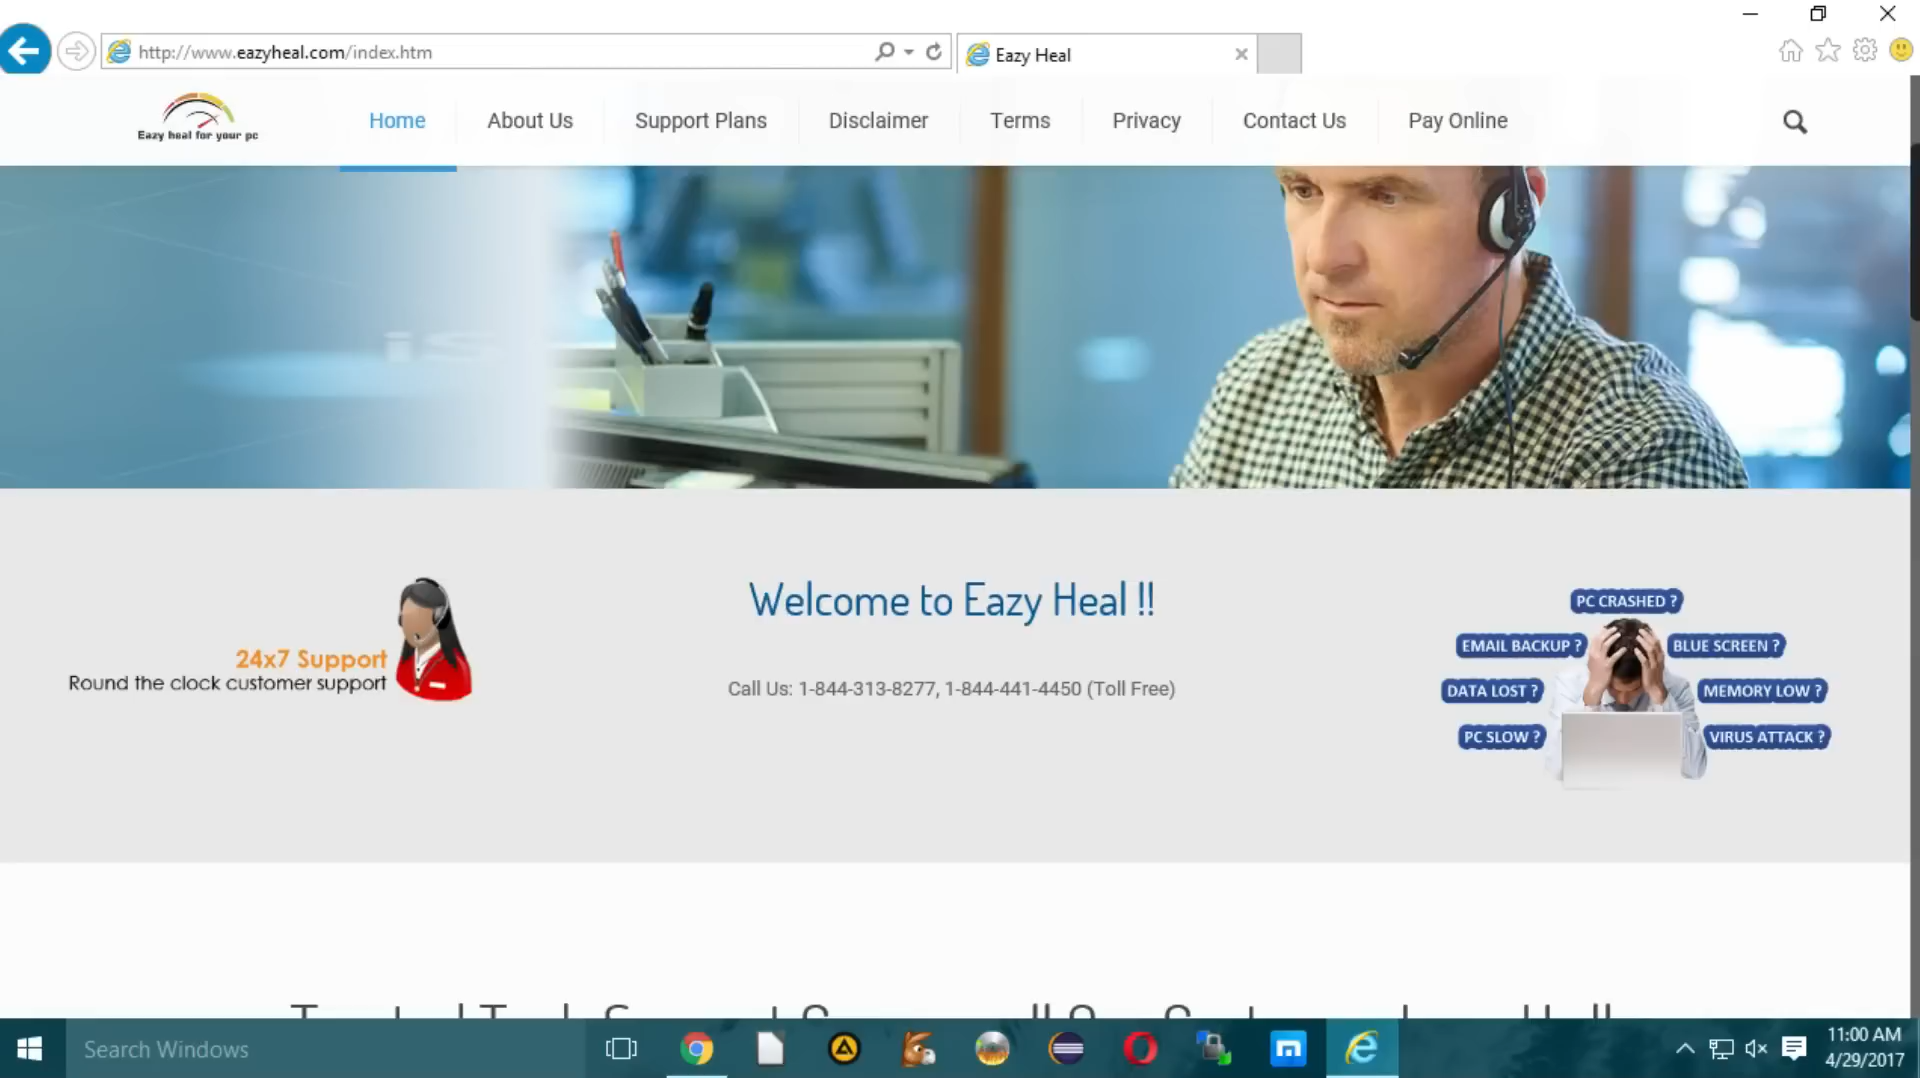 http://www.eazyheal.com/index.htm
Eazy Heal
Eazy heal for your pc
Home
About Us
Support Plans
Disclaimer
Terms
Privacy
Contact Us
Pay Online
Welcome to Eazy Heal !!
24x7 Support
Round the clock customer support
Call Us: 1-844-313-8277, 1-844-441-4450 (Toll Free)
PC CRASHED ?
EMAIL BACKUP ?
BLUE SCREEN ?
DATA LOST ?
MEMORY LOW ?
PC SLOW ?
VIRUS ATTACK ?
Search Windows
11:00 AM
4/29/2017